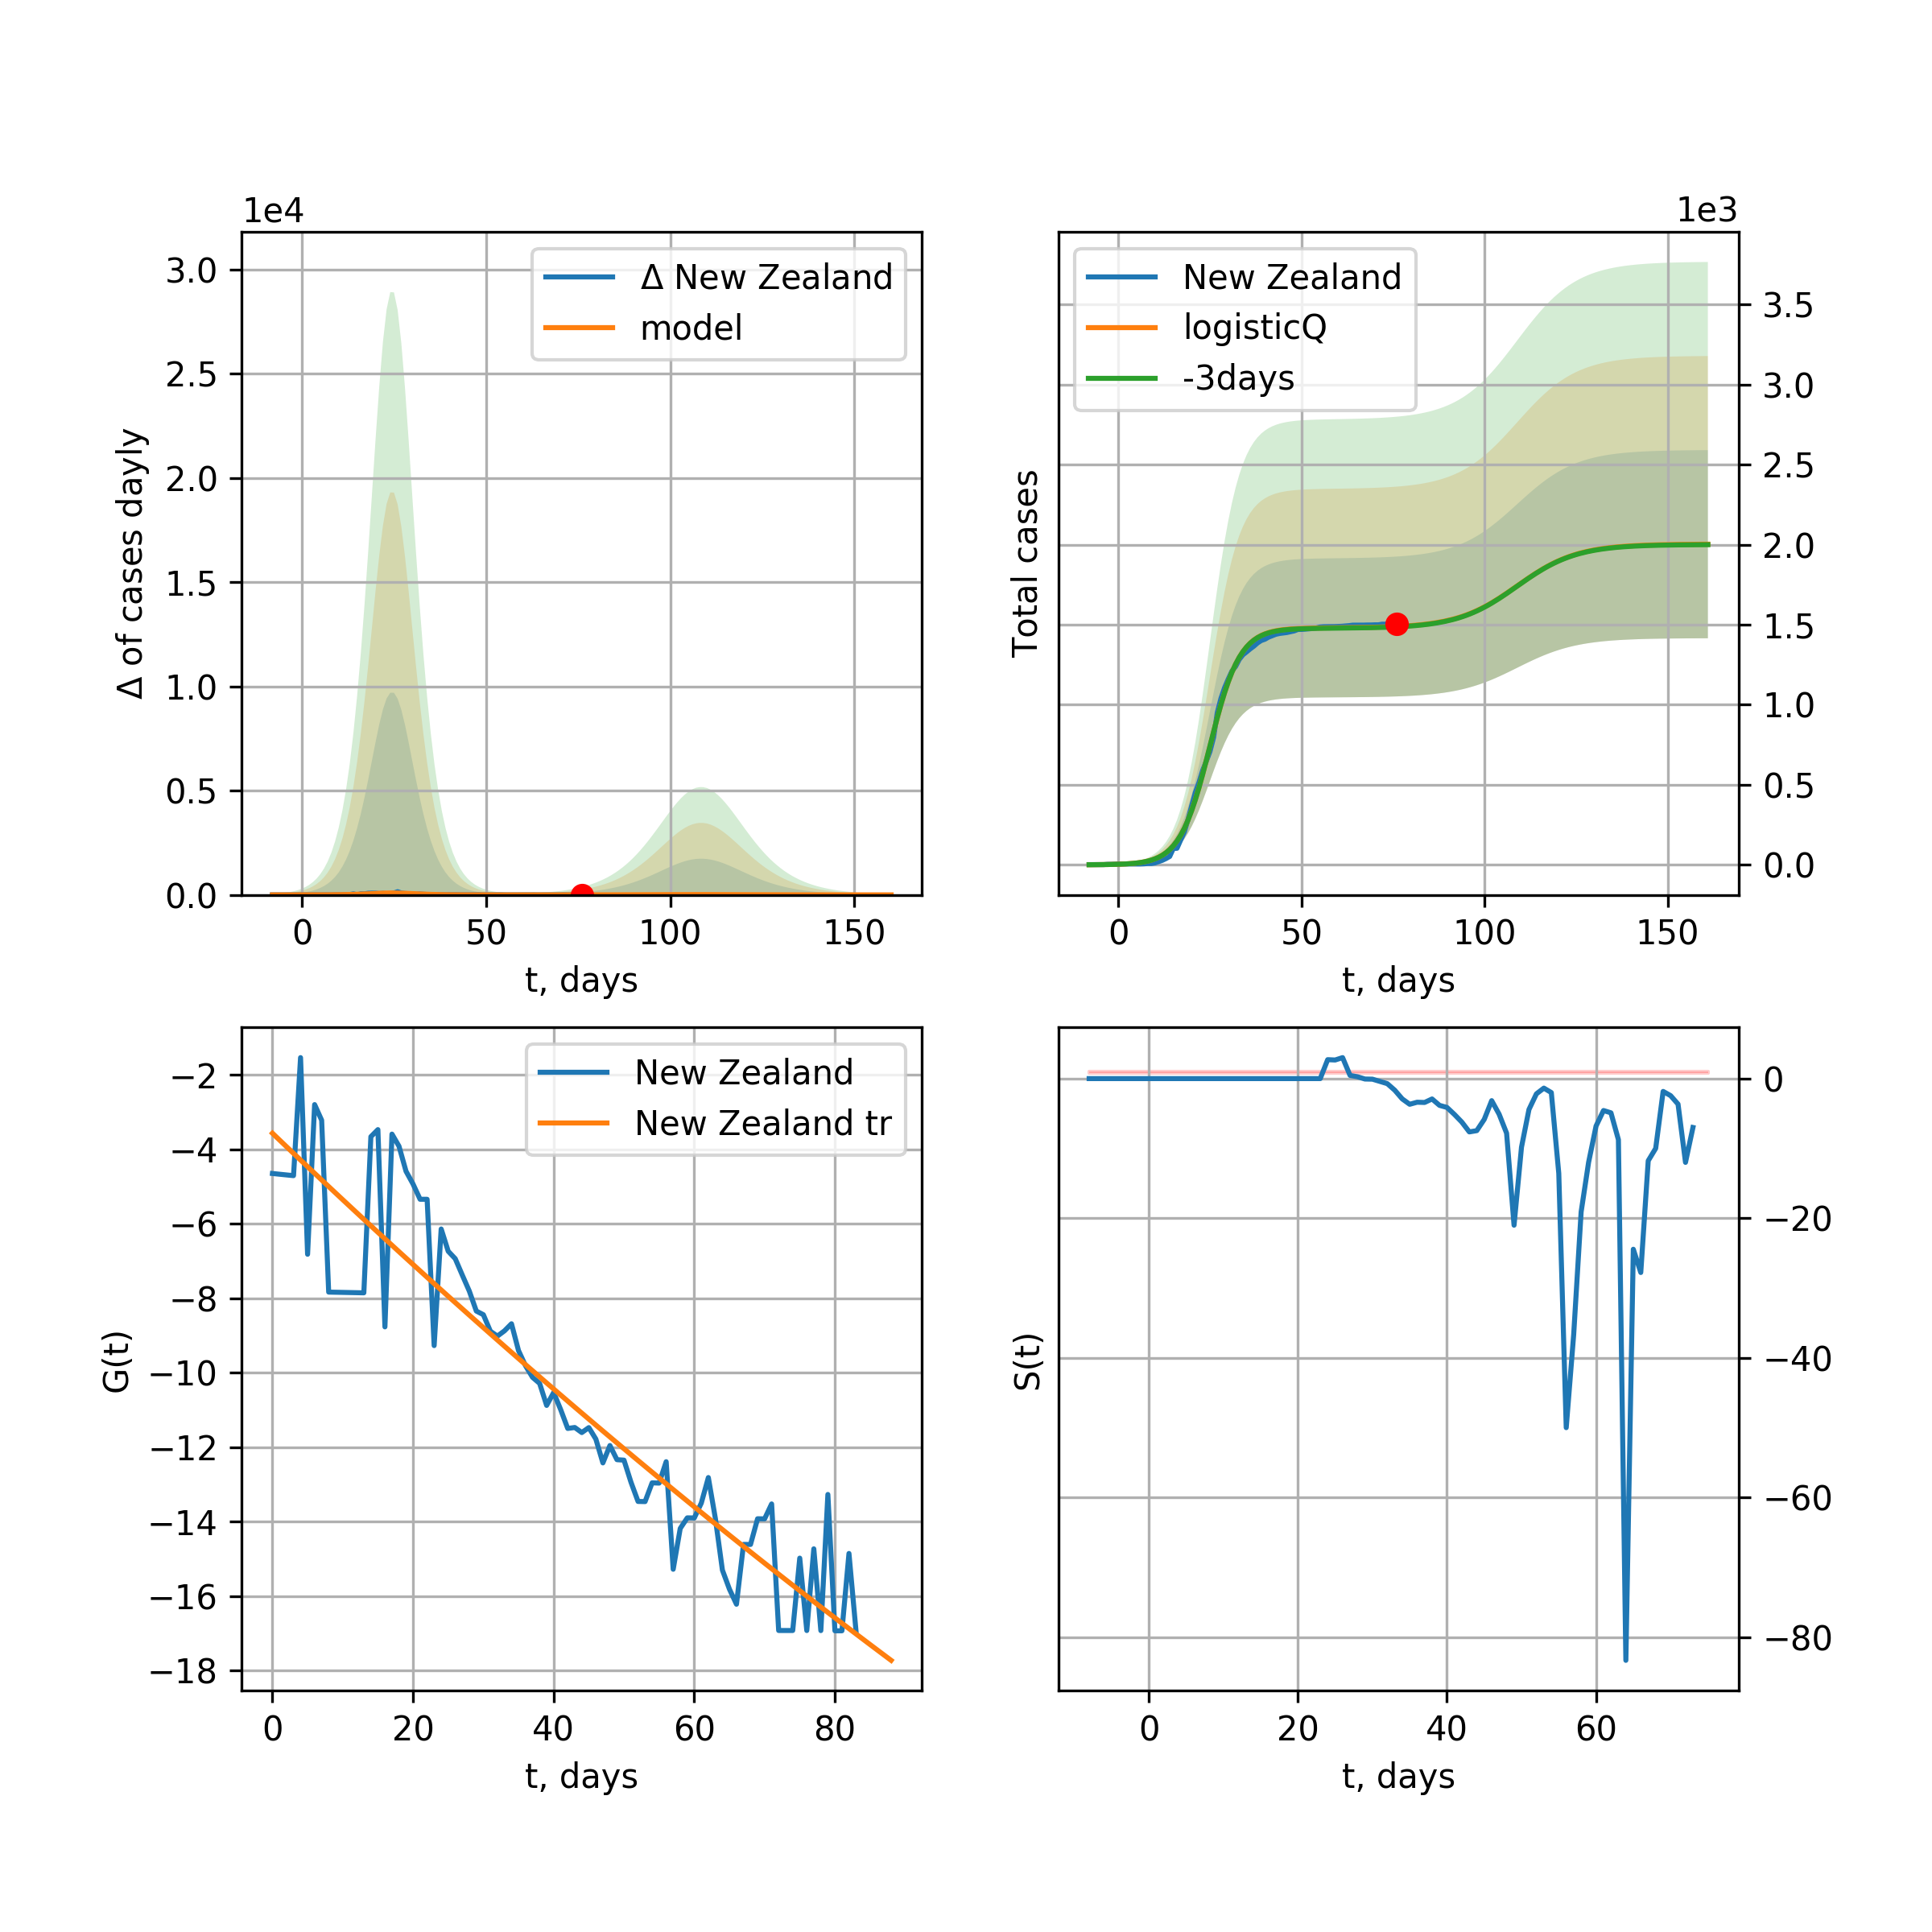 1e4
Δ New Zealand
model
3.0
2.5
2.0
1.5
1.0
0.5
0.0
Δ of cases dayly
0 50 100 150
t, days
1e3
New Zealand
logisticQ
-3days
3.5
3.0
2.5
2.0
1.5
1.0
0.5
0.0
Total cases
0 50 100 150
t, days
New Zealand
New Zealand tr
−2
−4
−6
−8
−10
−12
−14
−16
−18
G(t)
0 20 40 60 80
t, days
0
−20
−40
−60
−80
S(t)
0 20 40 60
t, days